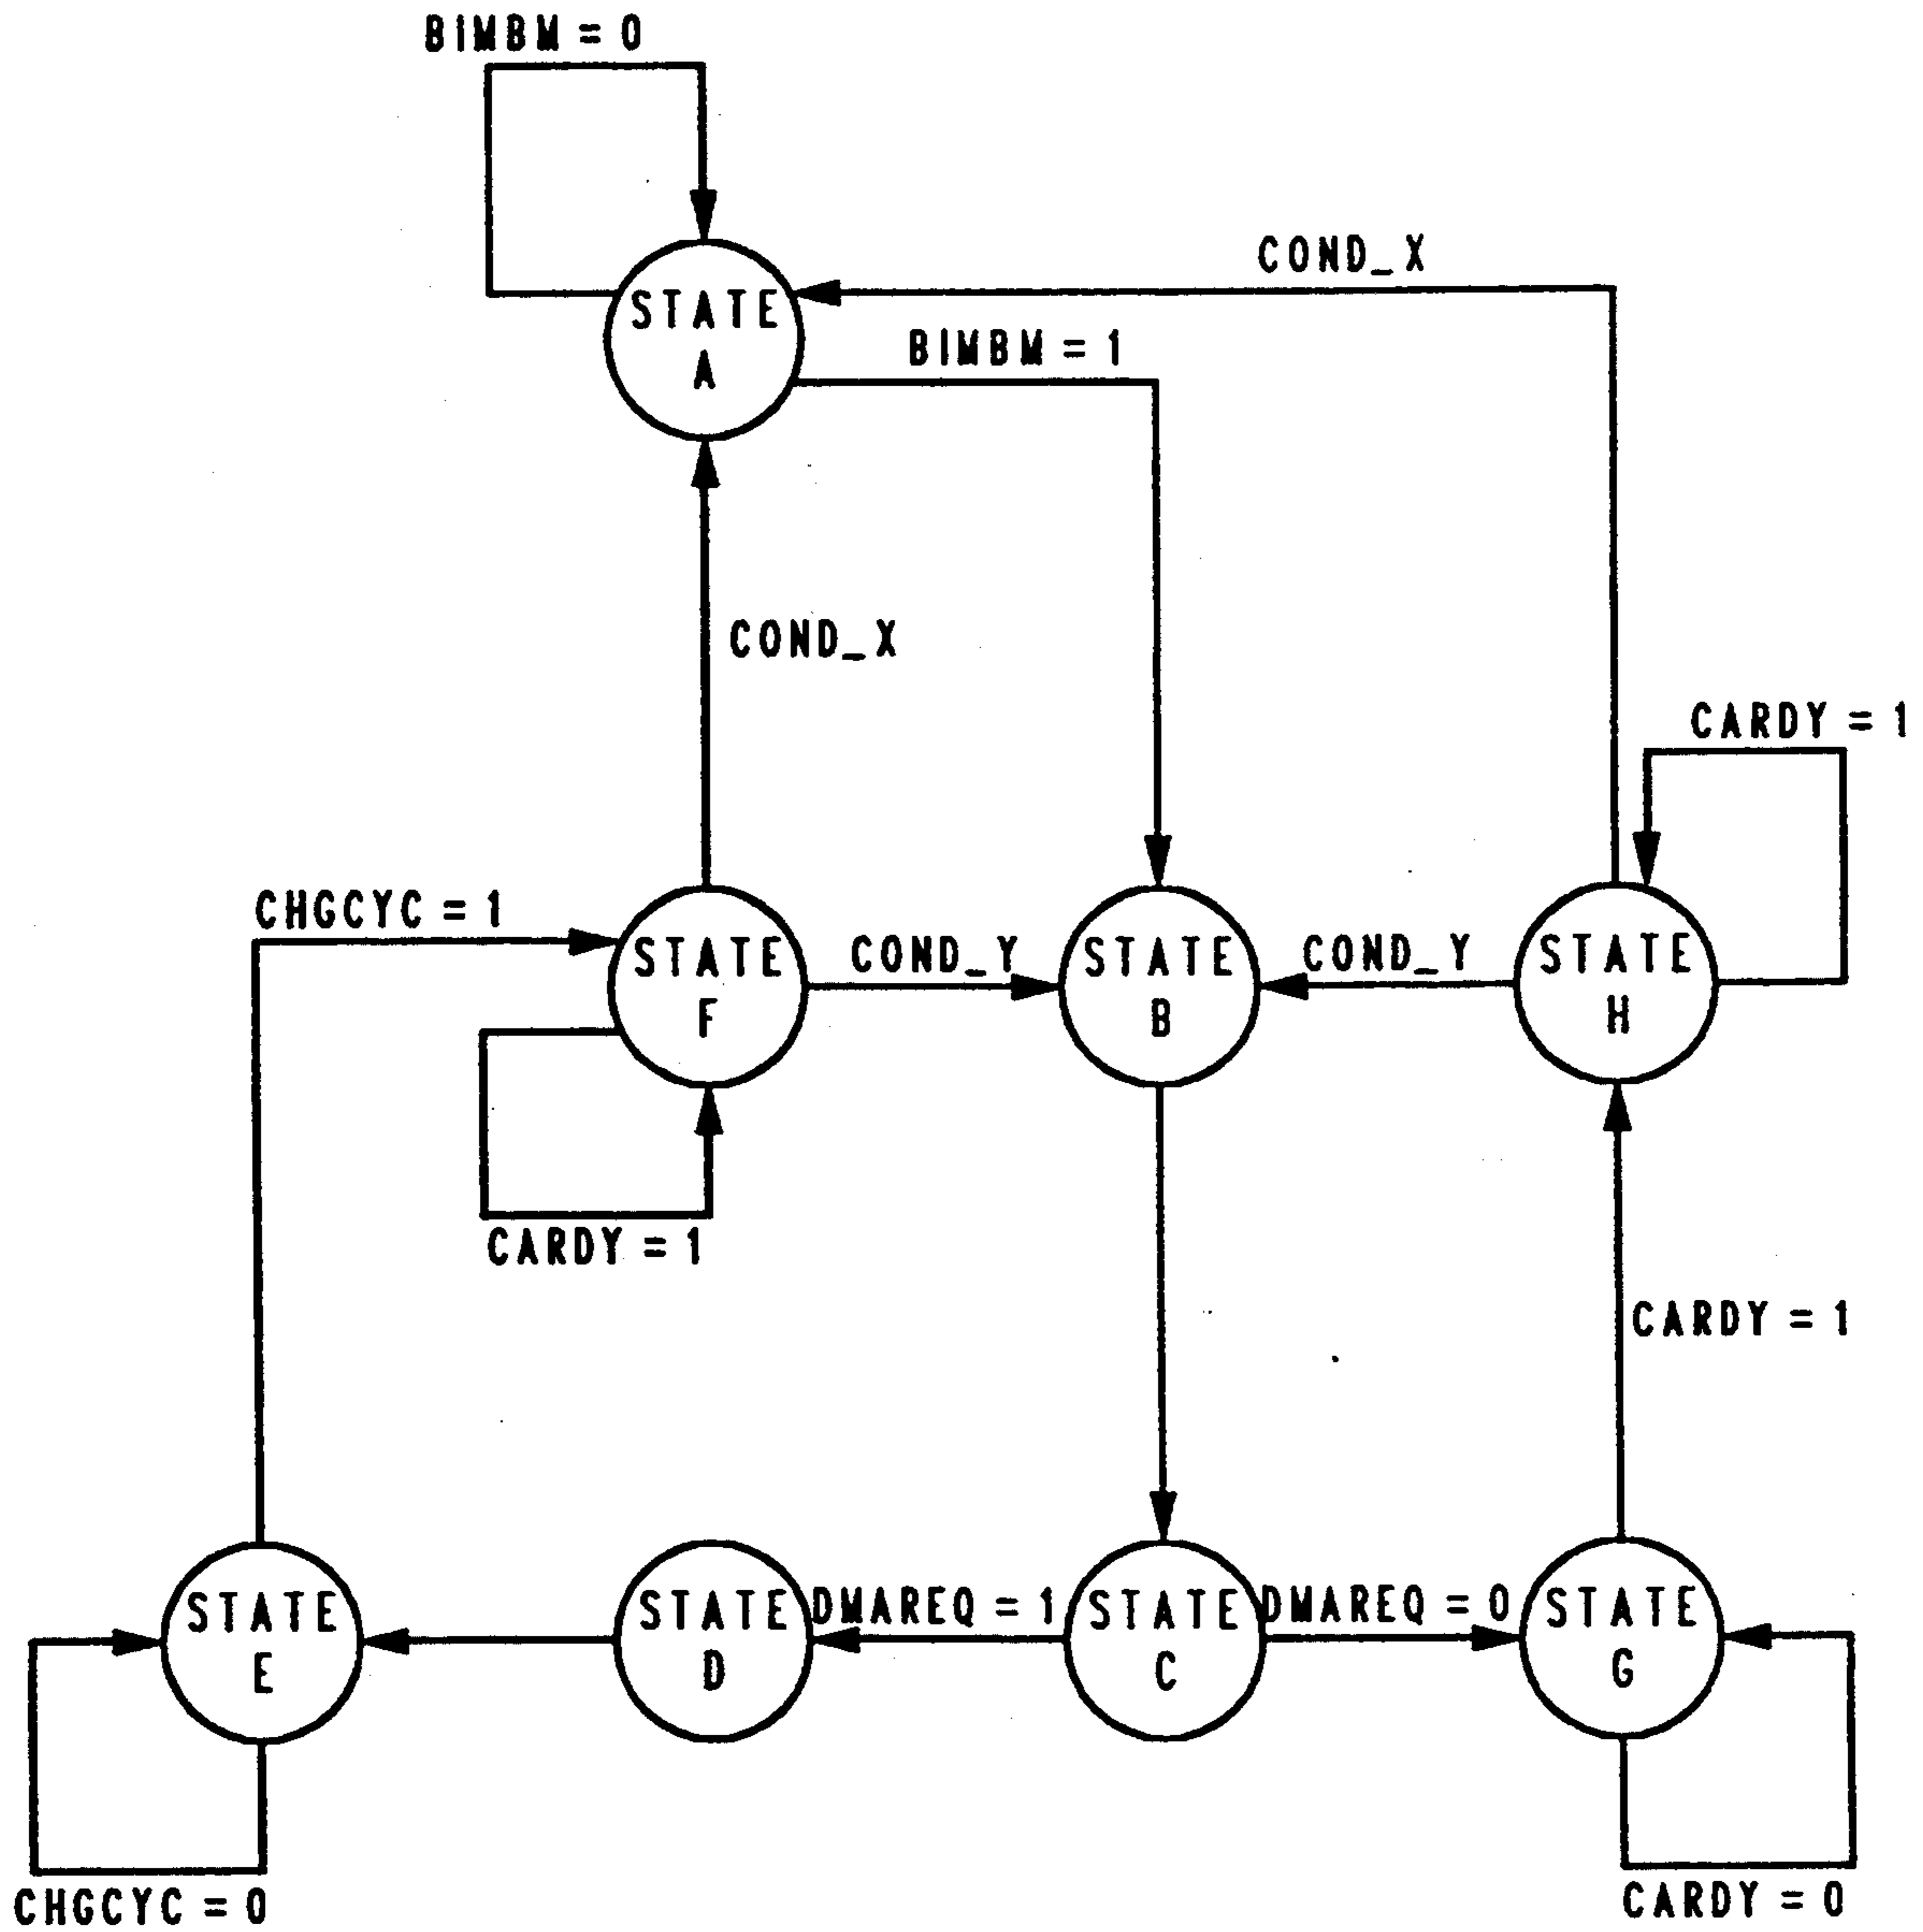 BIMBM = 0
COND_X
STATE
A
BIMBM = 1
COND_X
CARDY = 1
CHGCYC = 1
STATE
F
COND_Y
STATE
B
COND_Y
STATE
H
CARDY = 1
CARDY = 1
STATE
E
STATE
D
DMAREQ = 1
STATE
C
DMAREQ = 0
STATE
G
CHGCYC = 0
CARDY = 0